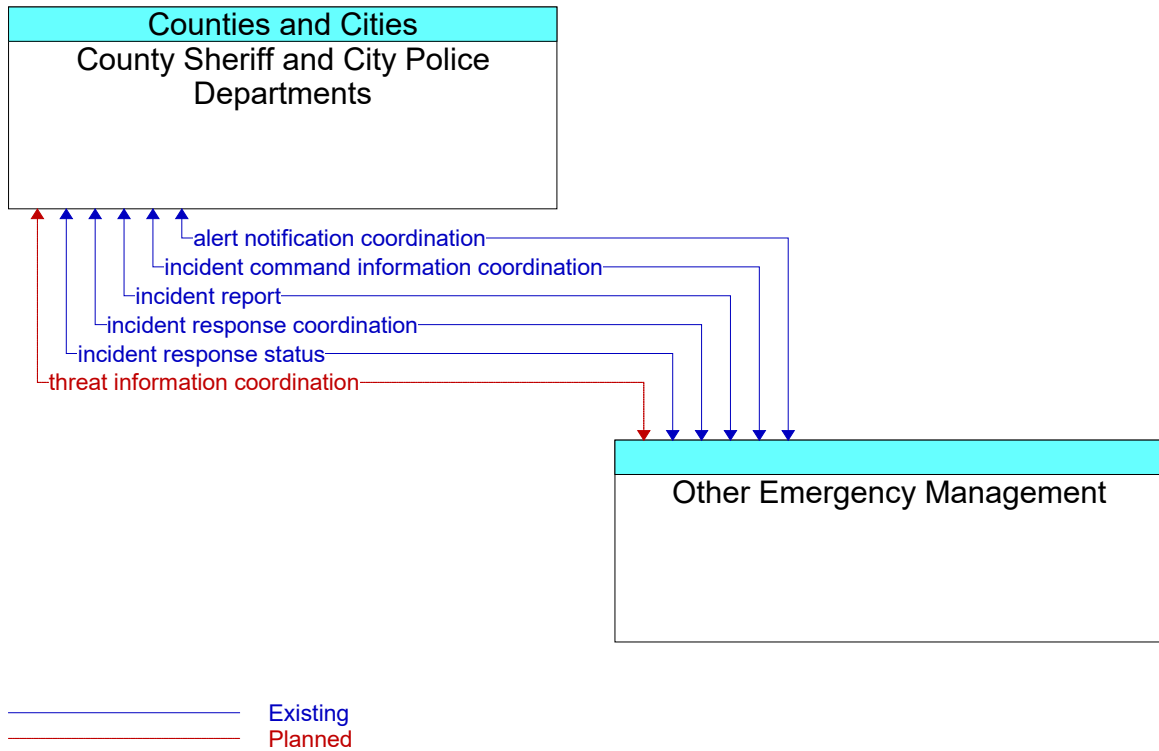 Counties and Cities
County Sheriff and City Police
Departments
alert notification coordination
incident command information coordination
incident report
incident response coordination
incident response status
threat information coordination
Other Emergency Management
Existing
Planned